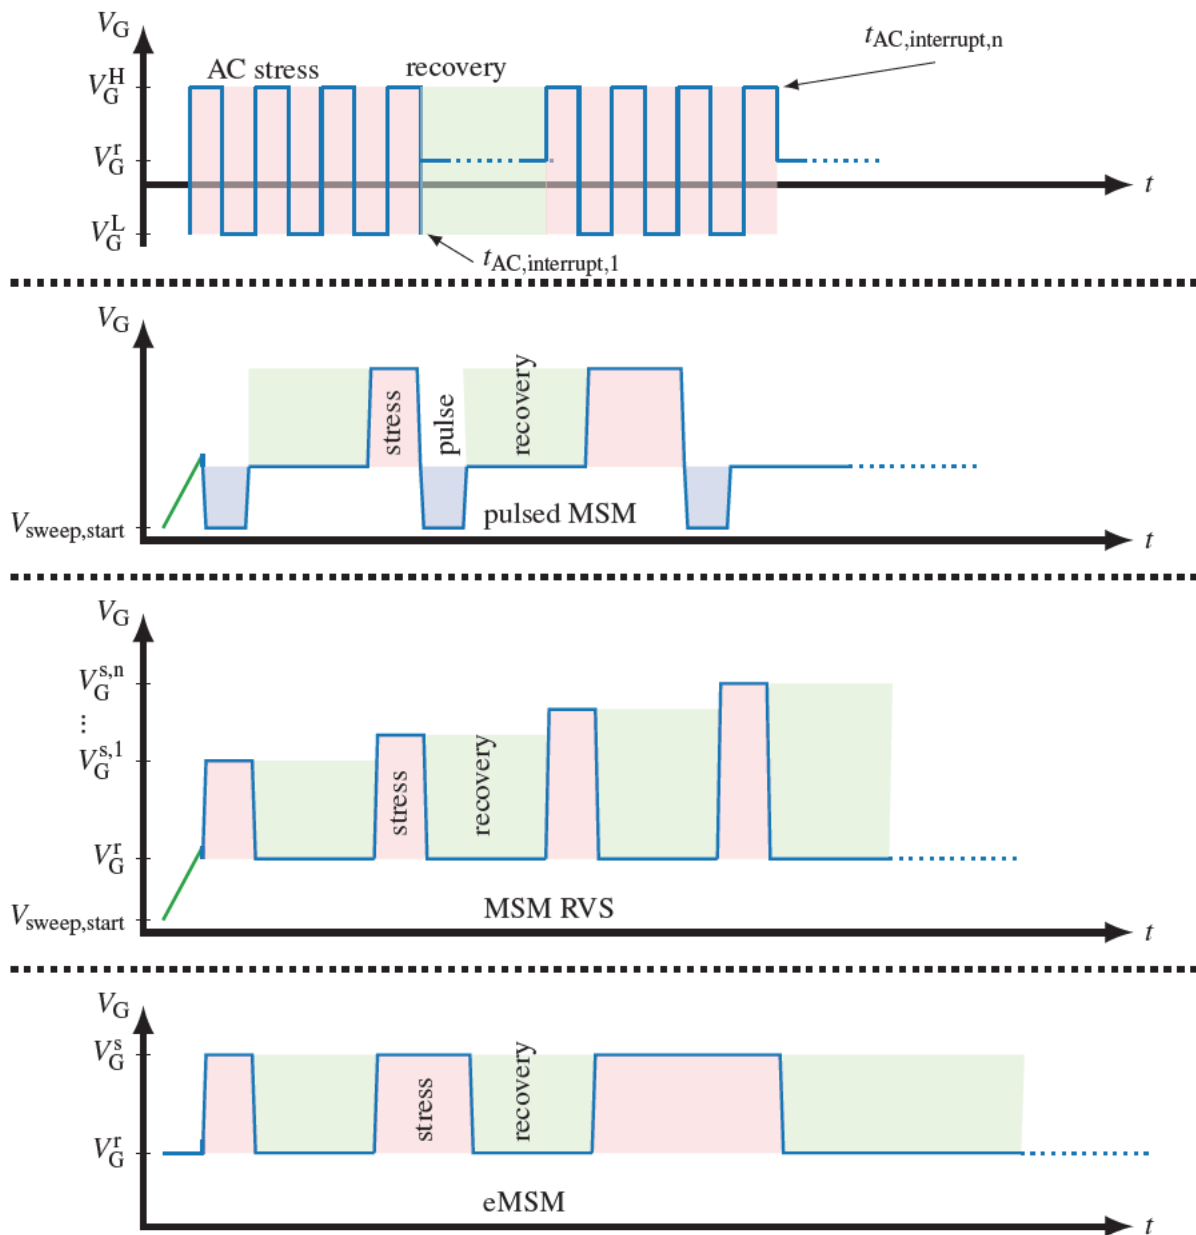 V_G
t_AC,interrupt,n
AC stress
recovery
V_G^H
V_G^r
t
V_G^L
t_AC,interrupt,1
V_G
stress
pulse
recovery
V_sweep,start
pulsed MSM
t
V_G
V_G^s,n
⋮
V_G^s,1
stress
recovery
V_G^r
V_sweep,start
MSM RVS
t
V_G
V_G^s
stress
recovery
V_G^r
eMSM
t